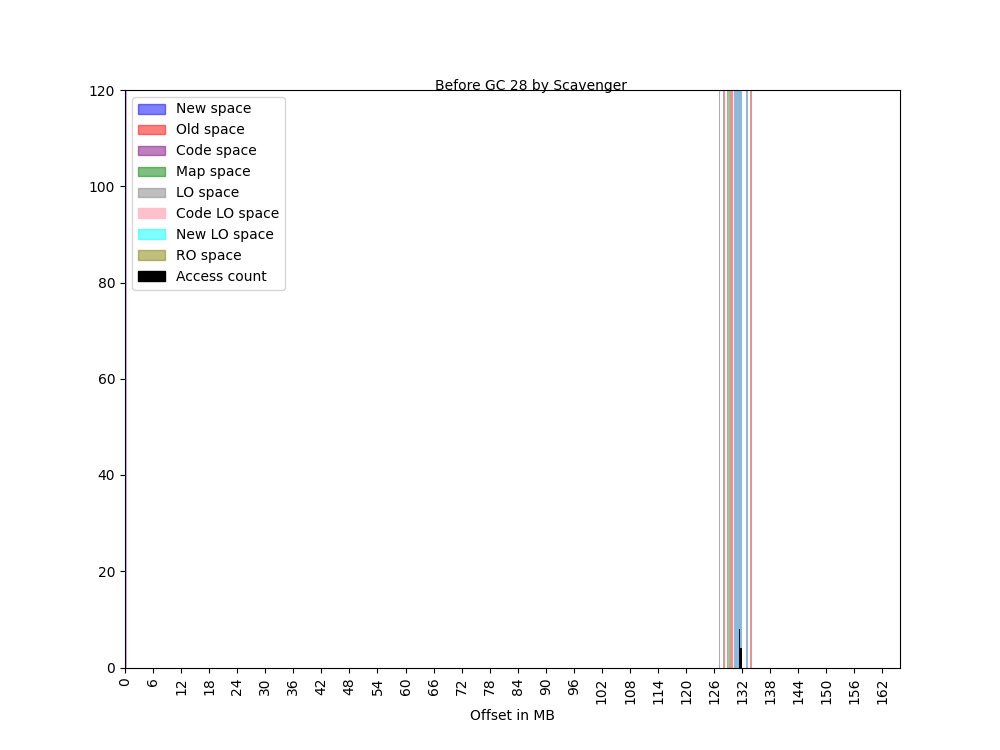 Before GC 28 by Scavenger
120
100
80
60
40
20
0
New space
Old space
Code space
Map space
LO space
Code LO space
New LO space
RO space
Access count
0 6 12 18 24 30 36 42 48 54 60 66 72 78 84 90 96 102 108 114 120 126 132 138 144 150 156 162
Offset in MB